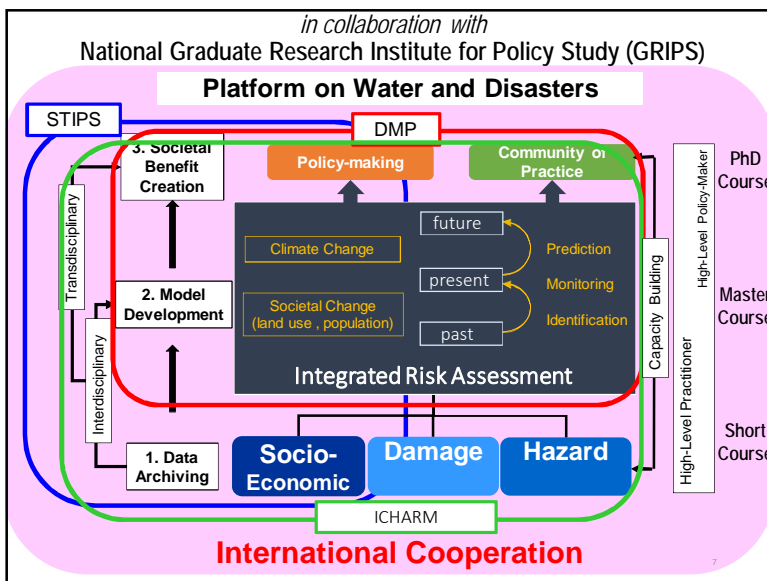 in collaboration with
National Graduate Research Institute for Policy Study (GRIPS)
Platform on Water and Disasters
STIPS
DMP
3. Societal
Benefit
Creation
Policy-making
Community of
Practice
PhD
Course
Transdisciplinary
Interdisciplinary
2. Model
Development
1. Data
Archiving
Climate Change
Societal Change
(land use , population)
future
present
past
Prediction
Monitoring
Identification
Integrated Risk Assessment
Capacity Building
High-Level Policy-Maker
High-Level Practitioner
Master
Course
Short
Course
Socio-
Economic
Damage
Hazard
ICHARM
International Cooperation
7